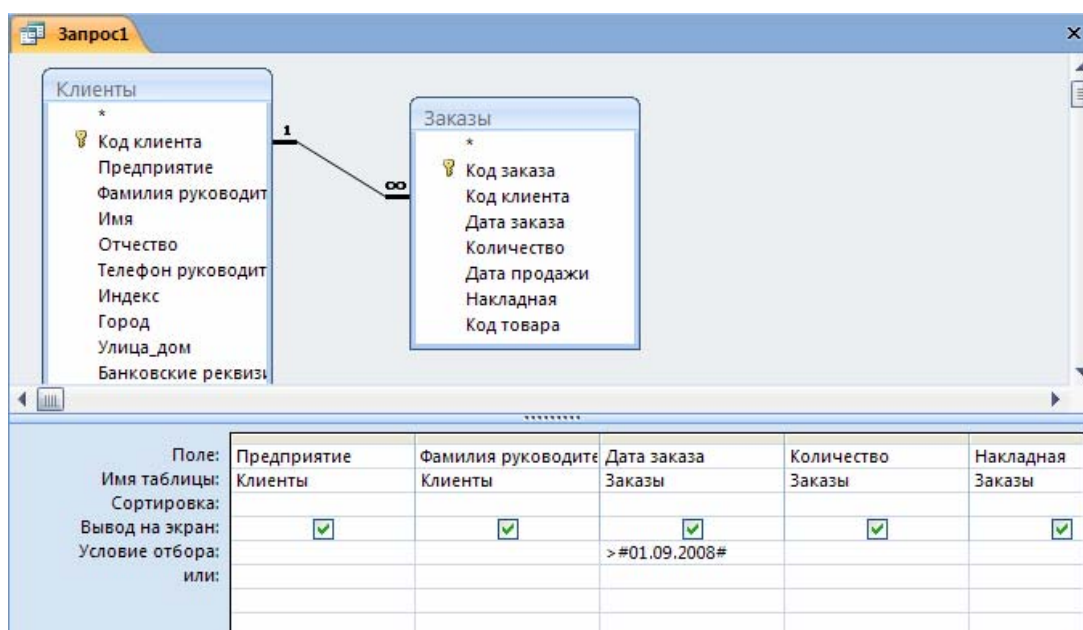 Запрос1
Клиенты
*
Код клиента
Предприятие
Фамилия руководит
Имя
Отчество
Телефон руководит
Индекс
Город
Улица_дом
Банковские реквизи
1
∞
Заказы
*
Код заказа
Код клиента
Дата заказа
Количество
Дата продажи
Накладная
Код товара
Поле: Предприятие Фамилия руководите Дата заказа Количество Накладная
Имя таблицы: Клиенты Клиенты Заказы Заказы Заказы
Сортировка:
Вывод на экран:
Условие отбора: >#01.09.2008#
или: